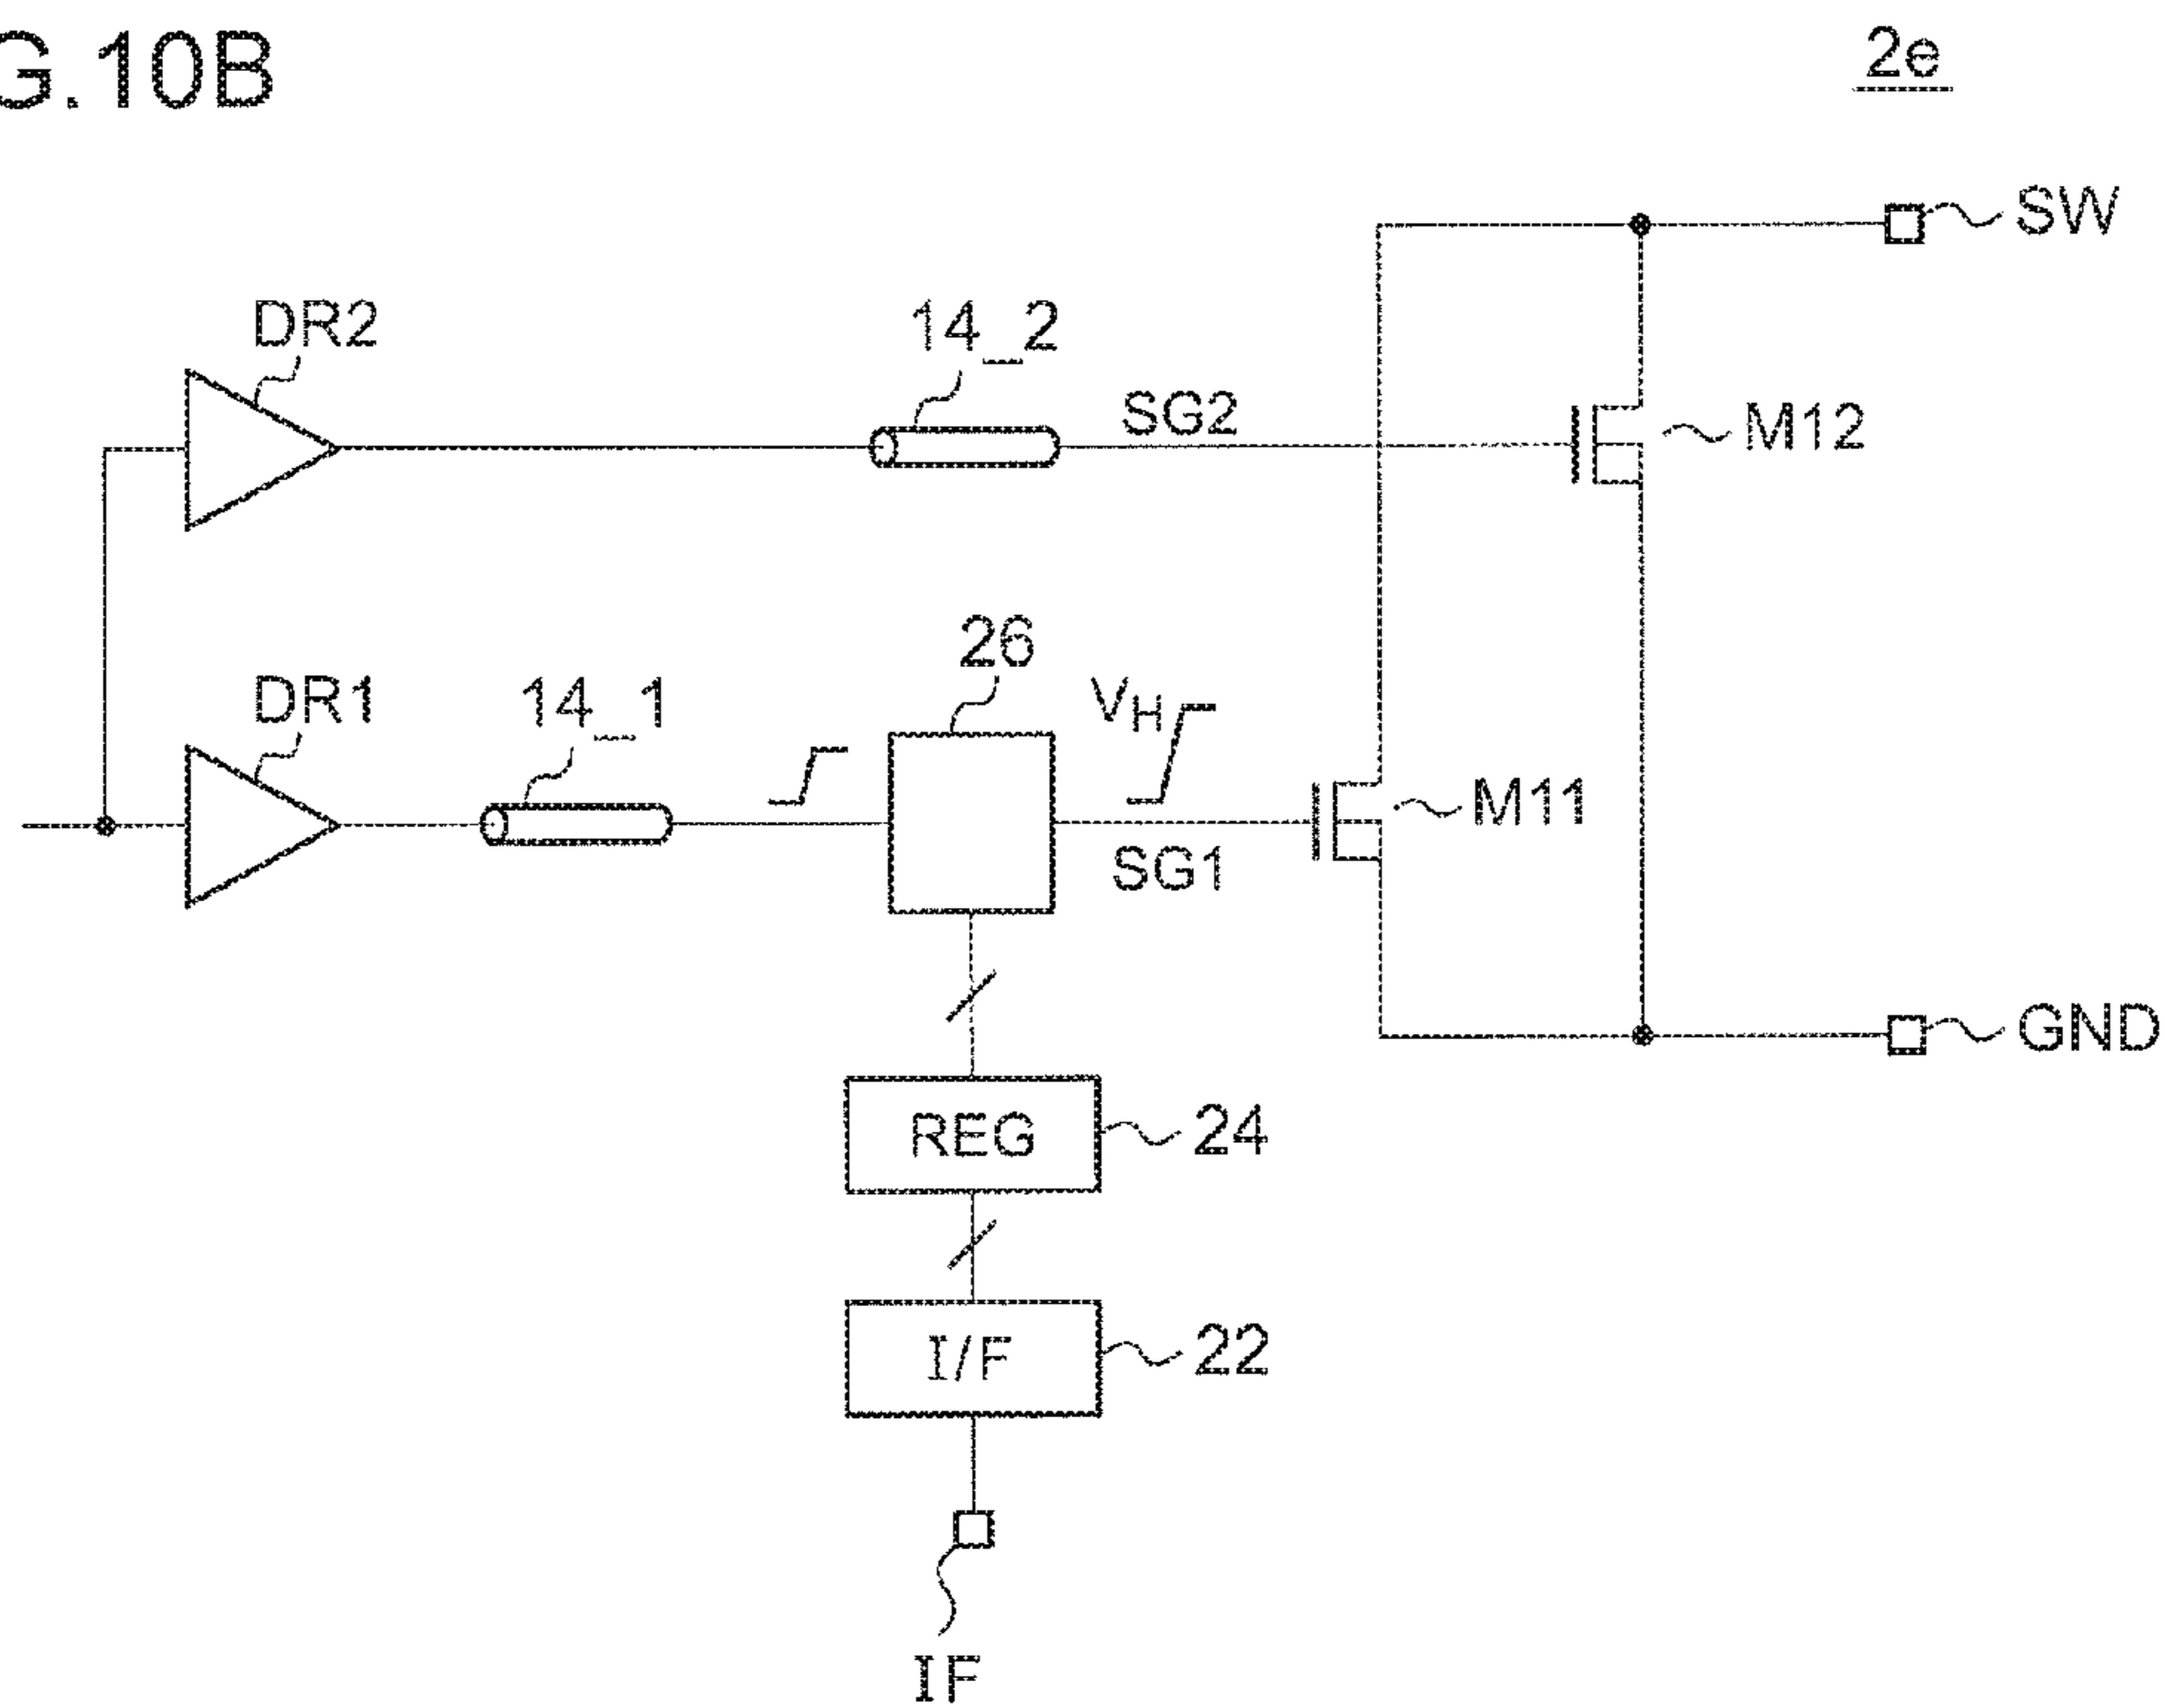 G.10B
2e
SW
DR2
14_2
SG2
M12
26
DR1
14_1
VH
M11
SG1
GND
REG
24
I/F
22
IF